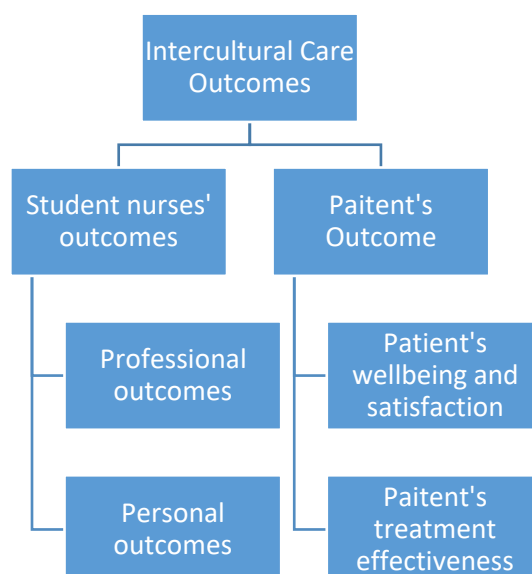 Intercultural Care
Outcomes
Student nurses'
outcomes
Paitent's
Outcome
Professional
outcomes
Patient's
wellbeing and
satisfaction
Personal
outcomes
Paitent's
treatment
effectiveness